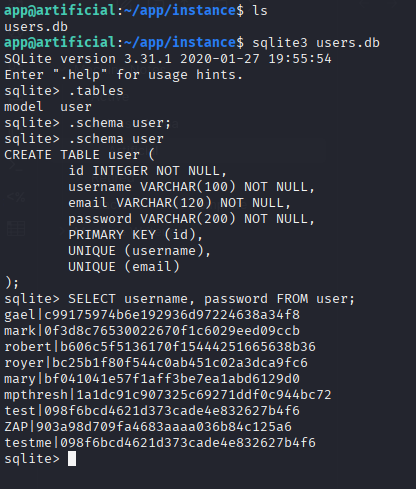 app@artificial:~/app/instance$ ls
users.db
app@artificial:~/app/instance$ sqlite3 users.db
SQLite version 3.31.1 2020-01-27 19:55:54
Enter ".help" for usage hints.
sqlite> .tables
model  user
sqlite> .schema user;
sqlite> .schema user
CREATE TABLE user (
        id INTEGER NOT NULL,
        username VARCHAR(100) NOT NULL,
        email VARCHAR(120) NOT NULL,
        password VARCHAR(200) NOT NULL,
        PRIMARY KEY (id),
        UNIQUE (username),
        UNIQUE (email)
);
sqlite> SELECT username, password FROM user;
gael|c99175974b6e192936d97224638a34f8
mark|0f3d8c76530022670f1c6029eed09ccb
robert|b606c5f5136170f15444251665638b36
royer|bc25b1f80f544c0ab451c02a3dca9fc6
mary|bf041041e57f1aff3be7ea1abd6129d0
mpthresh|1a1dc91c907325c69271ddf0c944bc72
test|098f6bcd4621d373cade4e832627b4f6
ZAP|903a98d709fa4683aaaa036b84c125a6
testme|098f6bcd4621d373cade4e832627b4f6
sqlite>